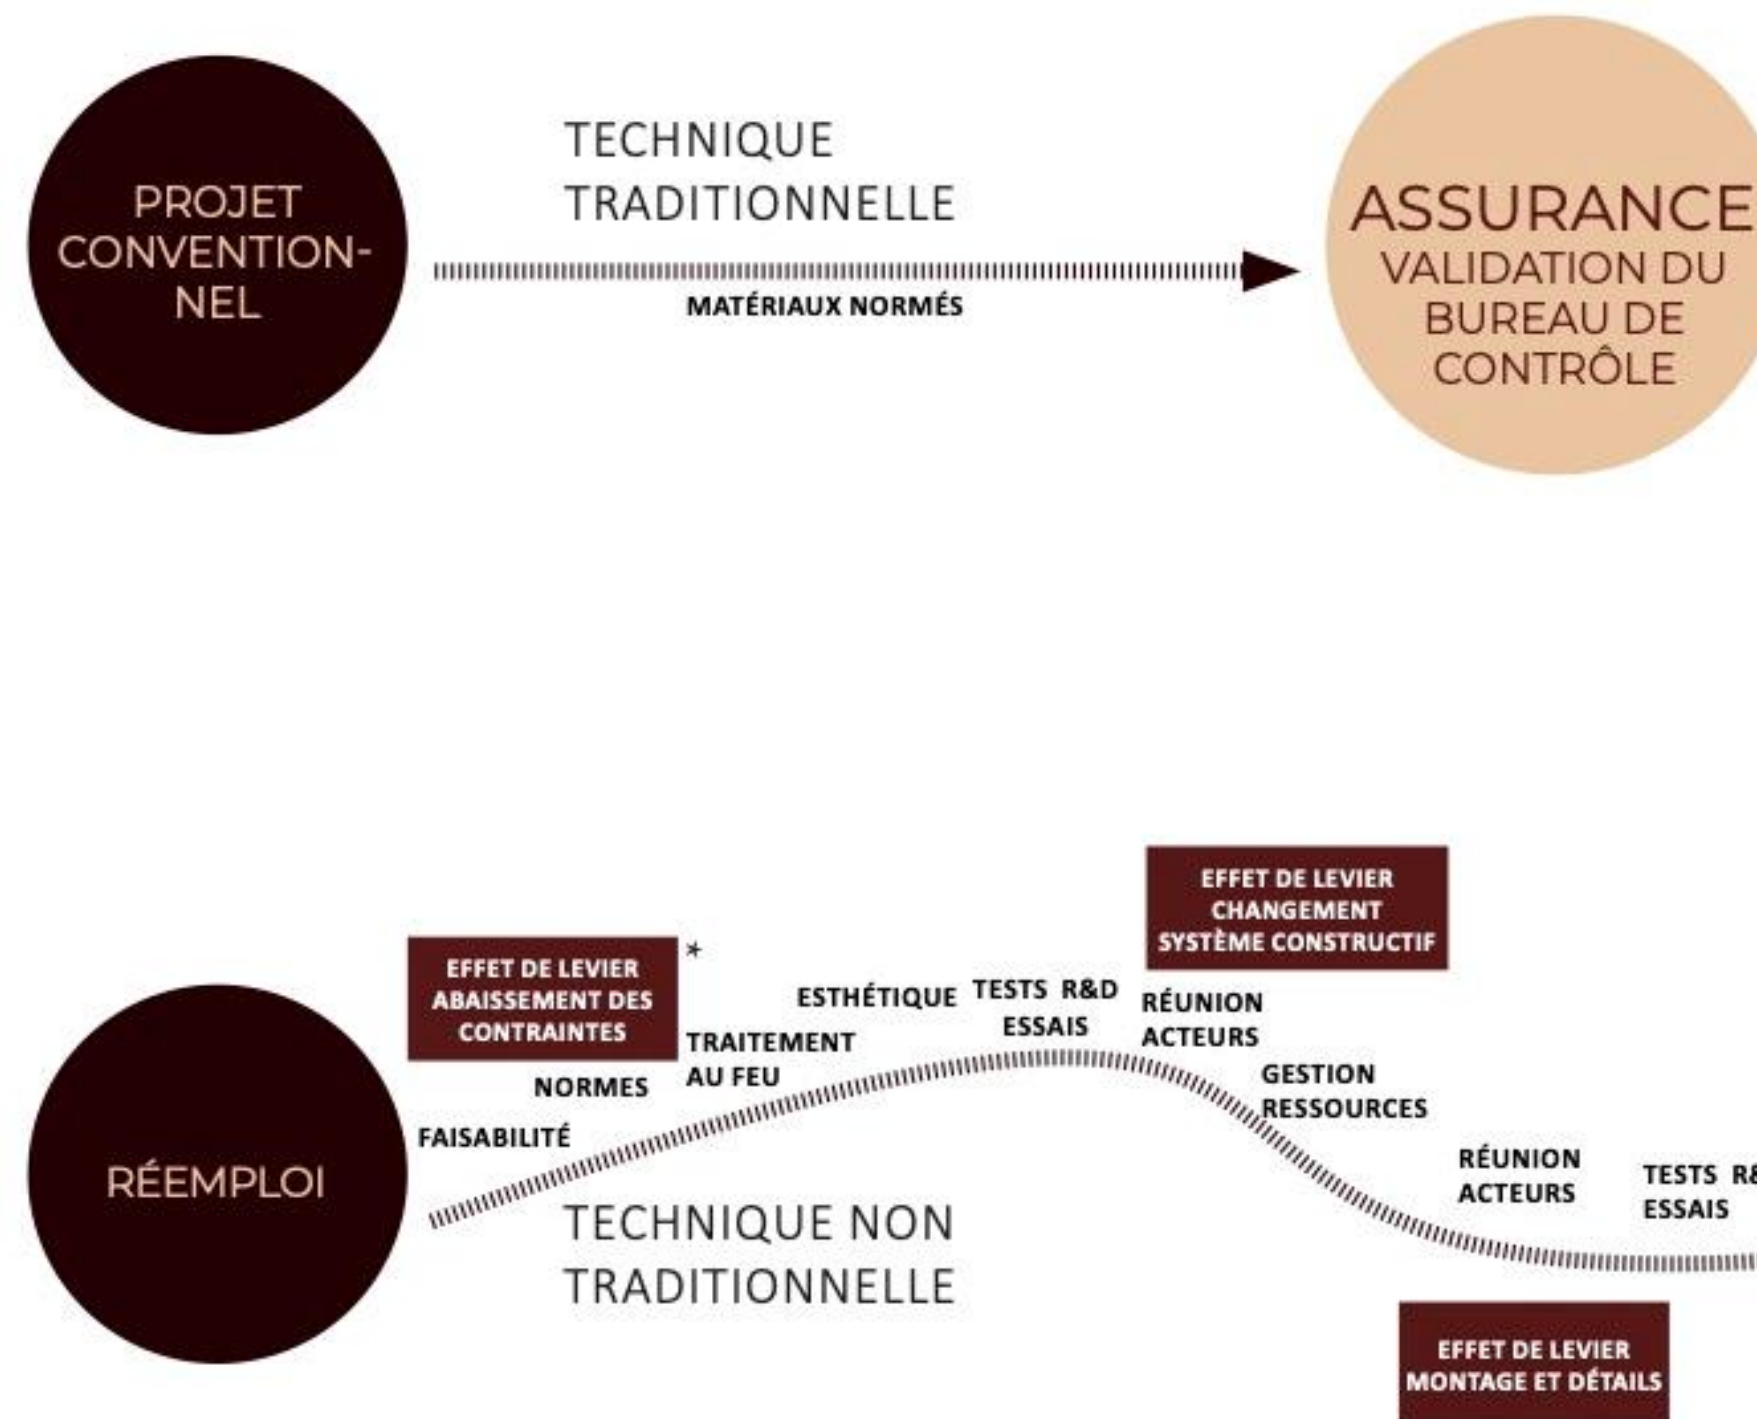 PROJET
CONVENTION-
NEL
TECHNIQUE
TRADITIONNELLE
MATÉRIAUX NORMÉS
ASSURANCE
VALIDATION DU
BUREAU DE
CONTRÔLE
RÉEMPLOI
EFFET DE LEVIER
ABAISSEMENT DES
CONTRAINTES
*
FAISABILITÉ
NORMES
TRAITEMENT
AU FEU
ESTHÉTIQUE
TESTS R&D
ESSAIS
EFFET DE LEVIER
CHANGEMENT
SYSTÈME CONSTRUCTIF
RÉUNION
ACTEURS
GESTION
RESSOURCES
RÉUNION
ACTEURS
TESTS
ESSAIS
TECHNIQUE NON
TRADITIONNELLE
EFFET DE LEVIER
MONTAGE ET DÉTAILS